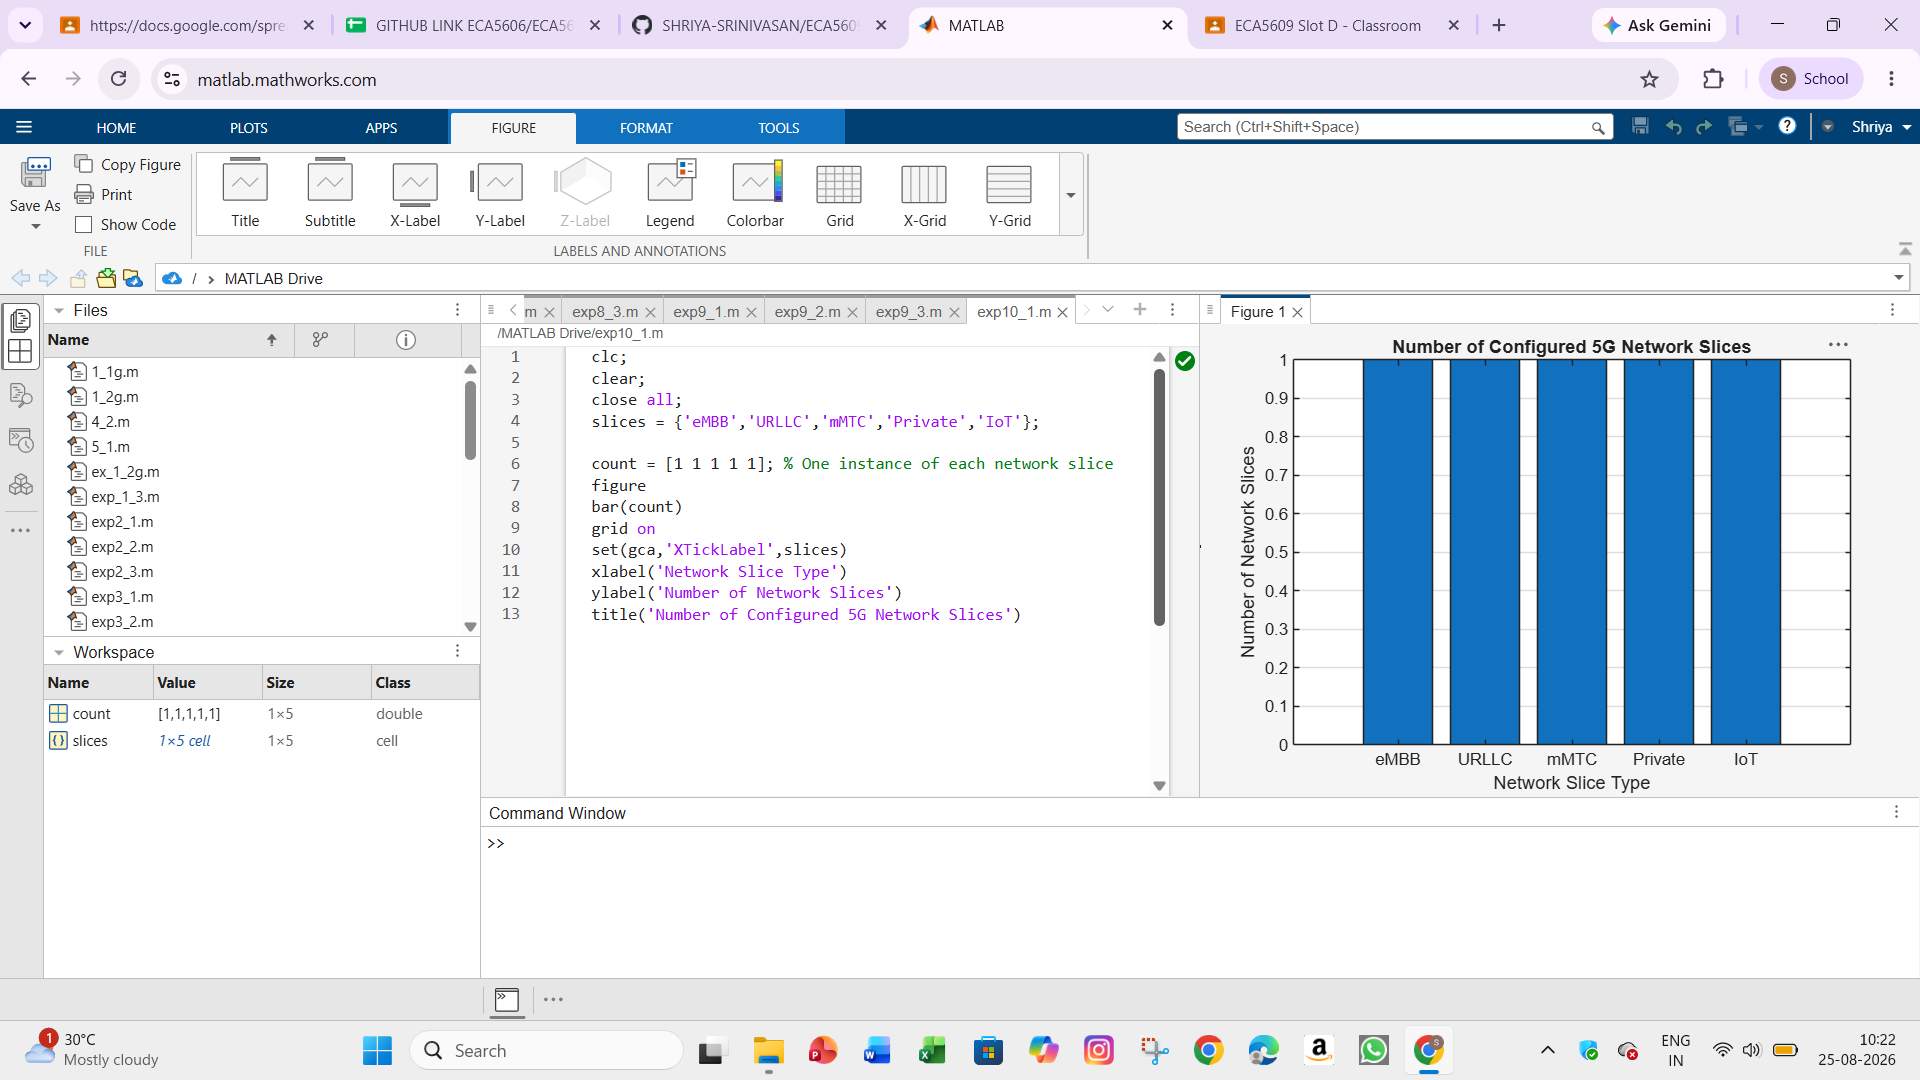 https://docs.google.com/spre
GITHUB LINK ECA5606/ECA56
SHRIYA-SRINIVASAN/ECA5609
MATLAB
ECA5609 Slot D - Classroom
Ask Gemini
matlab.mathworks.com
S
School
HOME
PLOTS
APPS
FIGURE
FORMAT
TOOLS
Search (Ctrl+Shift+Space)
Shriya
Save As
Copy Figure
Print
Show Code
FILE
Title
Subtitle
X-Label
Y-Label
Z-Label
Legend
Colorbar
Grid
X-Grid
Y-Grid
LABELS AND ANNOTATIONS
/ › MATLAB Drive
Files
Name
1_1g.m
1_2g.m
4_2.m
5_1.m
ex_1_2g.m
exp_1_3.m
exp2_1.m
exp2_2.m
exp2_3.m
exp3_1.m
exp3_2.m
Workspace
Name Value Size Class
count [1,1,1,1,1] 1×5 double
slices 1×5 cell 1×5 cell
m
exp8_3.m
exp9_1.m
exp9_2.m
exp9_3.m
exp10_1.m
/MATLAB Drive/exp10_1.m
1 clc;
2 clear;
3 close all;
4 slices = {'eMBB','URLLC','mMTC','Private','IoT'};
5
6 count = [1 1 1 1 1]; % One instance of each network slice
7 figure
8 bar(count)
9 grid on
10 set(gca,'XTickLabel',slices)
11 xlabel('Network Slice Type')
12 ylabel('Number of Network Slices')
13 title('Number of Configured 5G Network Slices')
Figure 1
Number of Configured 5G Network Slices
Number of Network Slices
1
0.9
0.8
0.7
0.6
0.5
0.4
0.3
0.2
0.1
0
eMBB URLLC mMTC Private IoT
Network Slice Type
Command Window
>>
1
30°C
Mostly cloudy
Search
ENG
IN
10:22
25-08-2026